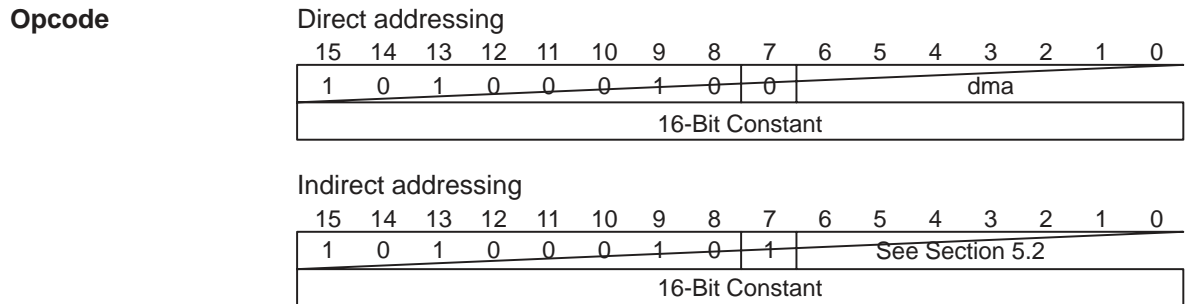 Opcode Direct addressing
15 14 13 12 11 10 9 8 7 6 5 4 3 2 1 0
1 0 1 0 0 0 1 0 0 dma
16-Bit Constant
Indirect addressing
15 14 13 12 11 10 9 8 7 6 5 4 3 2 1 0
1 0 1 0 0 0 1 0 1 See Section 5.2
16-Bit Constant